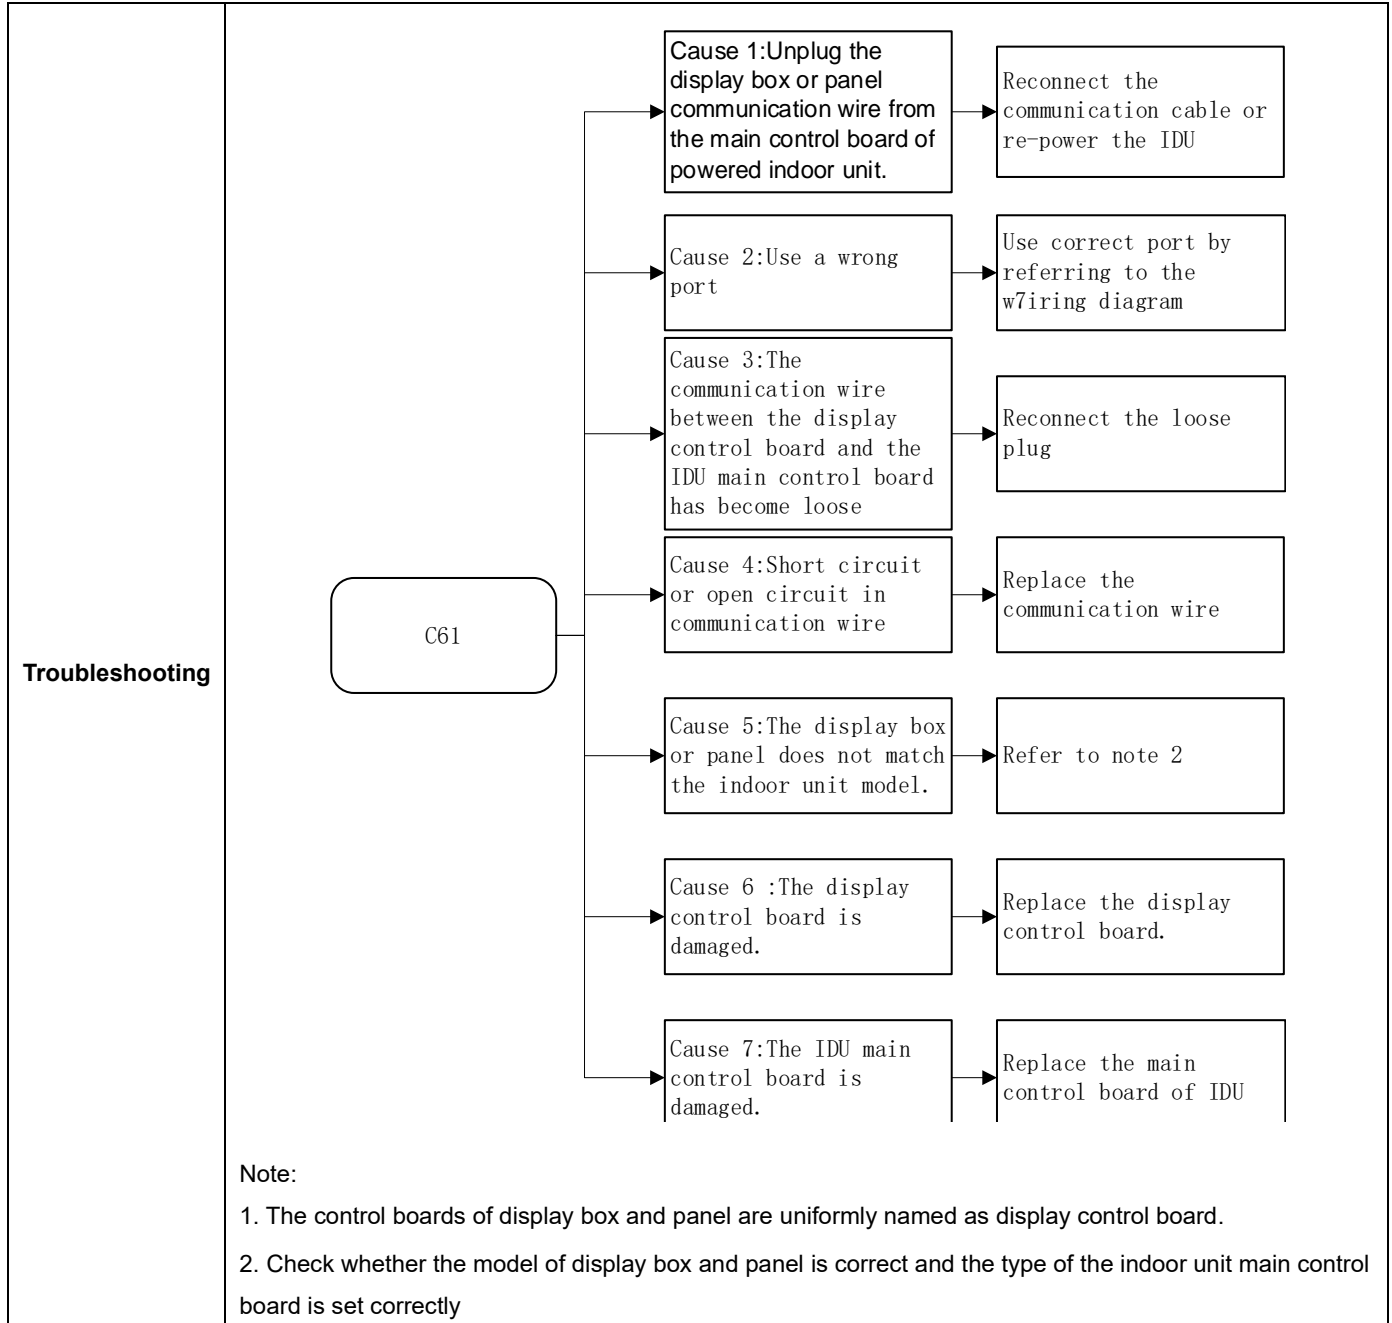 Troubleshooting
C61
Cause 1:Unplug the
display box or panel
communication wire from
the main control board of
powered indoor unit.
Reconnect the
communication cable or
re-power the IDU
Cause 2:Use a wrong
port
Use correct port by
referring to the
w7iring diagram
Cause 3:The
communication wire
between the display
control board and the
IDU main control board
has become loose
Reconnect the loose
plug
Cause 4:Short circuit
or open circuit in
communication wire
Replace the
communication wire
Cause 5:The display box
or panel does not match
the indoor unit model.
Refer to note 2
Cause 6 :The display
control board is
damaged.
Replace the display
control board.
Cause 7:The IDU main
control board is
damaged.
Replace the main
control board of IDU
Note:
1. The control boards of display box and panel are uniformly named as display control board.
2. Check whether the model of display box and panel is correct and the type of the indoor unit main control
board is set correctly